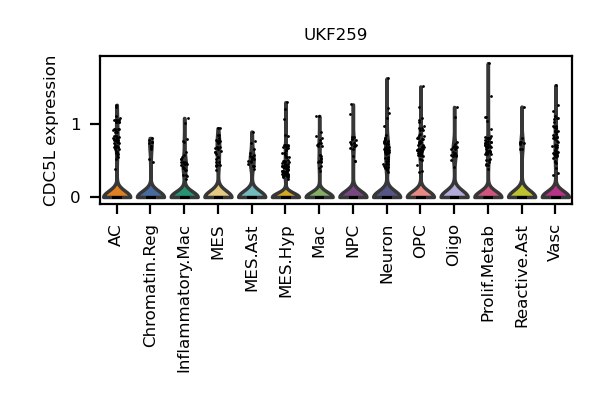 UKF259
CDC5L expression
1
0
AC
Chromatin.Reg
Inflammatory.Mac
MES
MES.Ast
MES.Hyp
Mac
NPC
Neuron
OPC
Oligo
Prolif.Metab
Reactive.Ast
Vasc